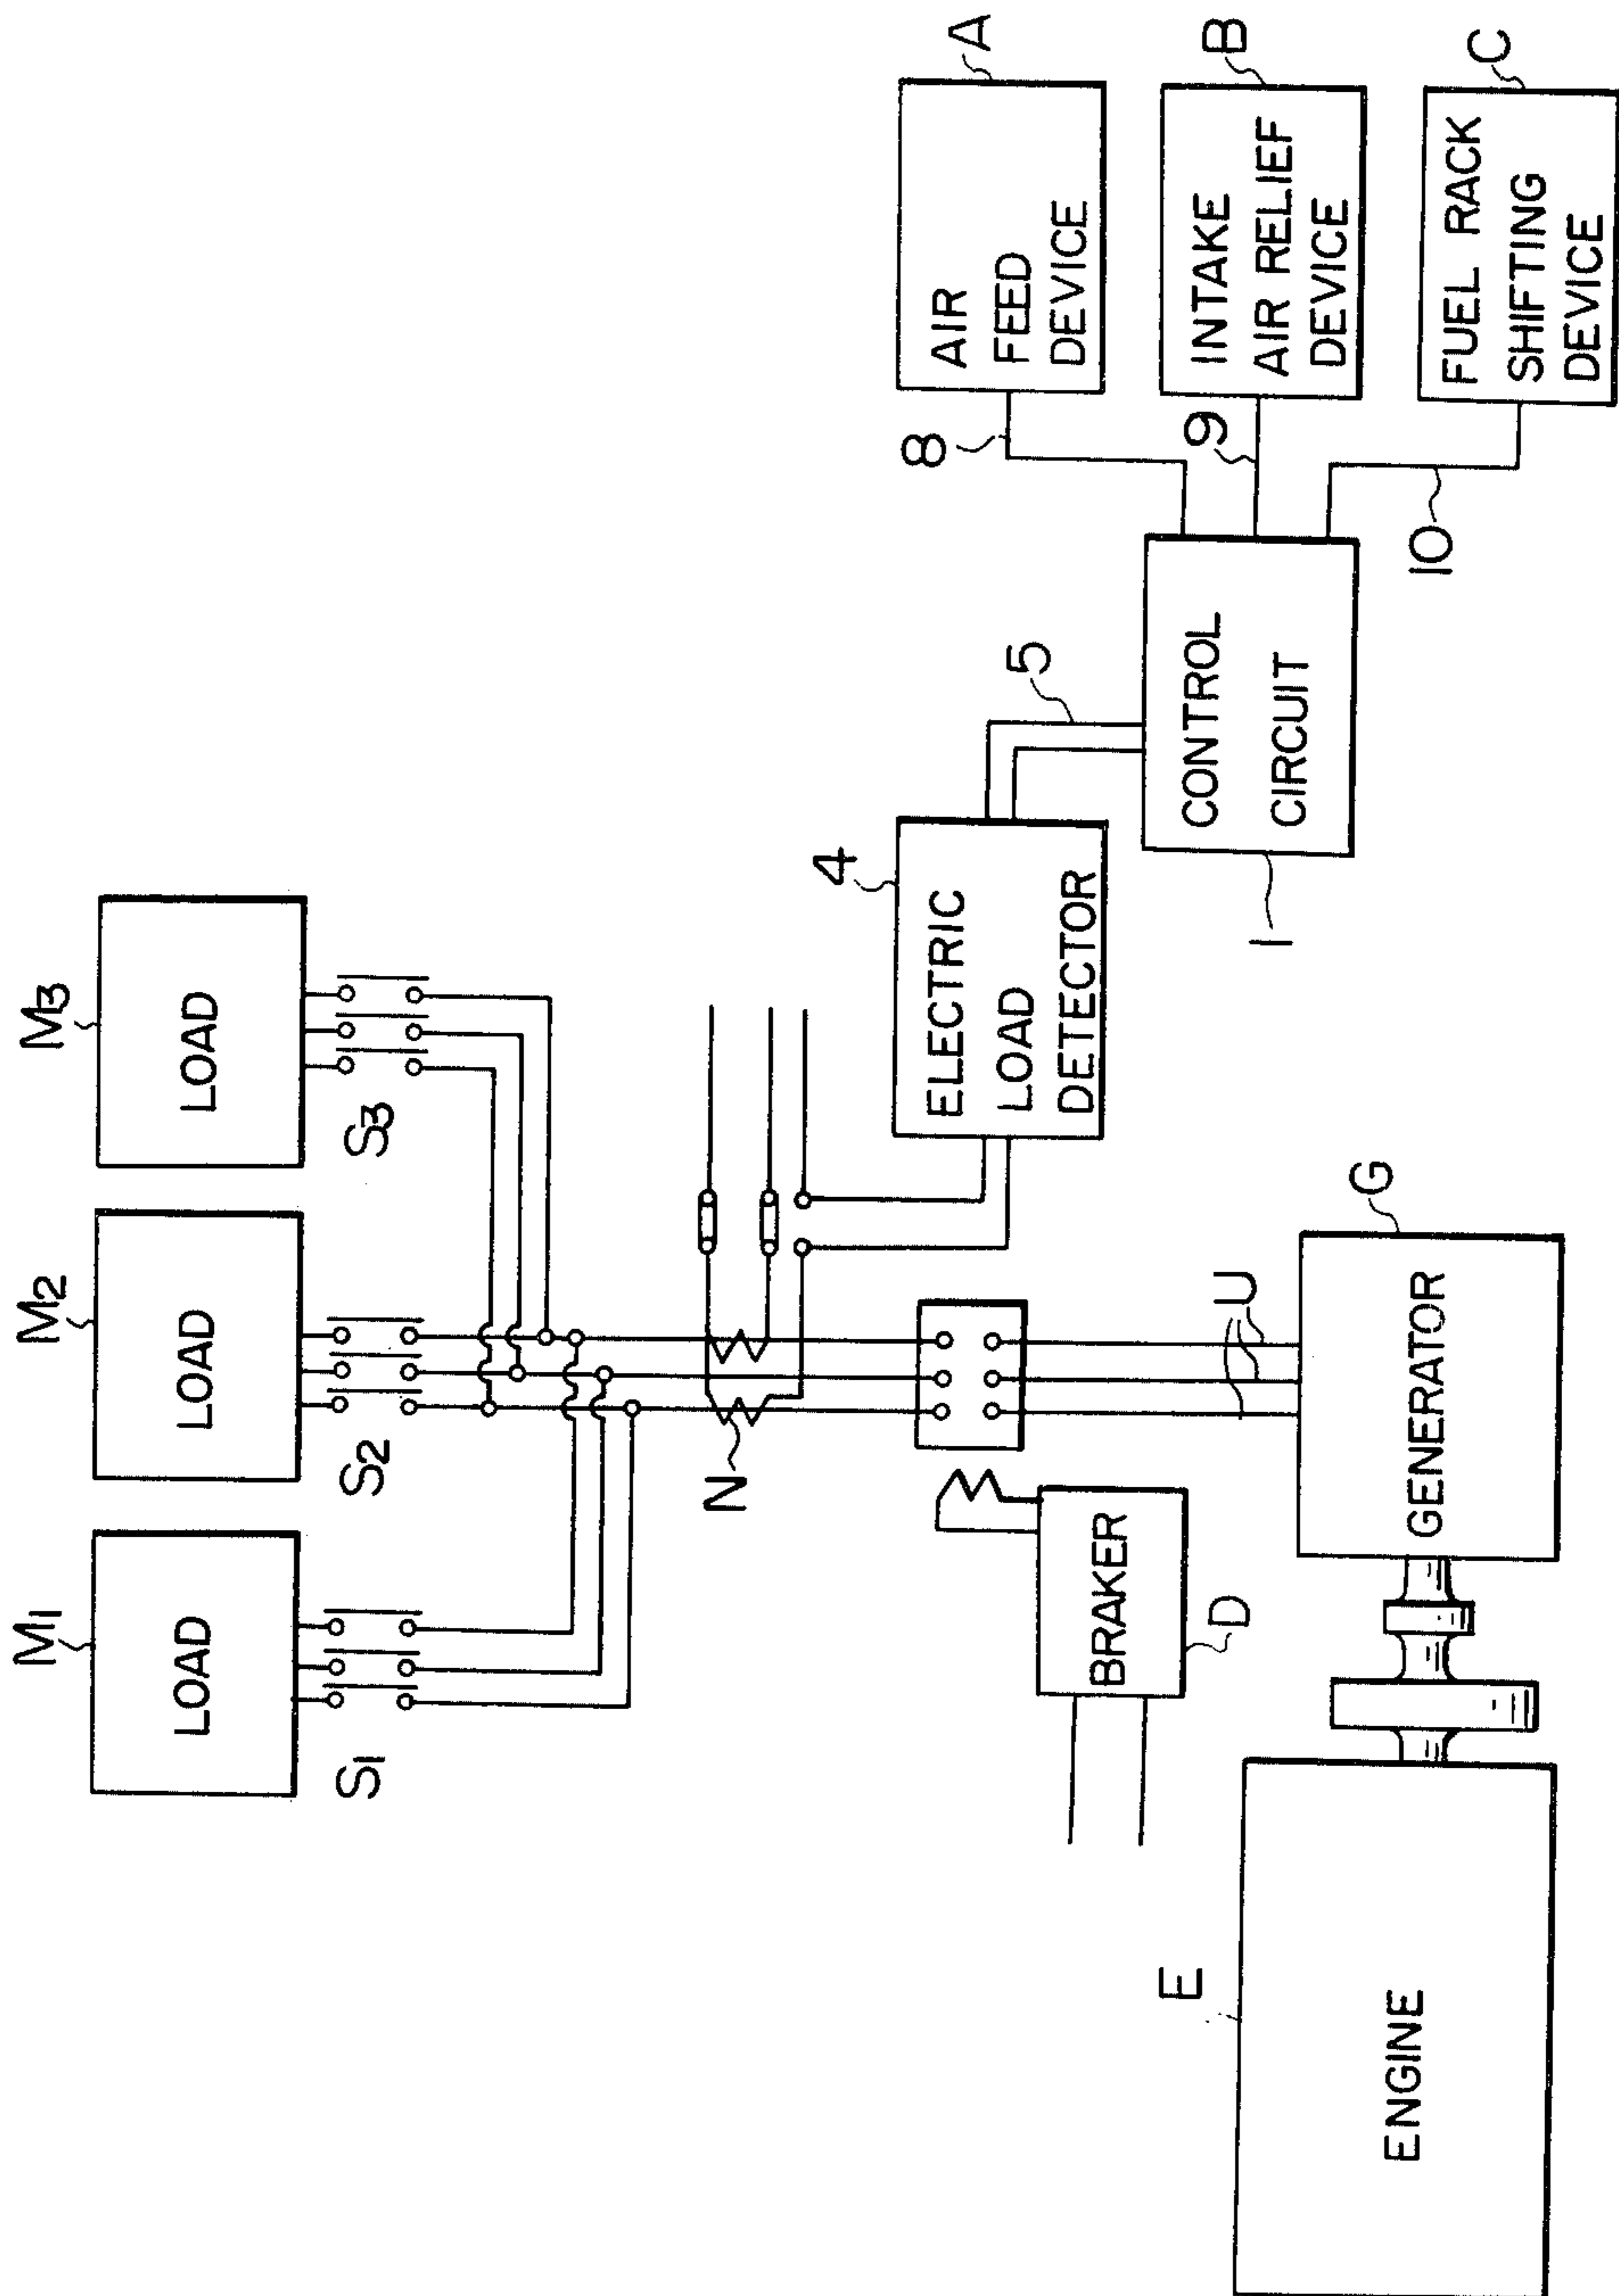 M1
LOAD
S1
M2
LOAD
S2
M3
LOAD
S3
N
4
ELECTRIC
LOAD
DETECTOR
5
CONTROL
CIRCUIT
1
8
9
10
AIR
FEED
DEVICE
A
INTAKE
AIR RELIEF
DEVICE
B
FUEL RACK
SHIFTING
DEVICE
C
BRAKER
D
U
GENERATOR
G
E
ENGINE